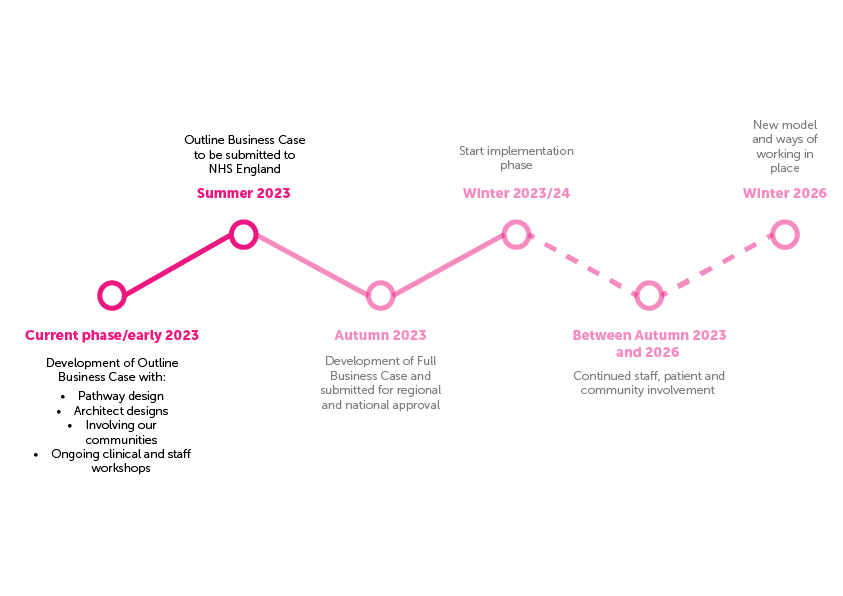 Outline Business Case
to be submitted to
NHS England
Summer 2023
Start implementation
phase
Winter 2023/24
New model
and ways of
working in
place
Winter 2026
Current phase/early 2023
Development of Outline
Business Case with:
• Pathway design
• Architect designs
• Involving our
communities
• Ongoing clinical and staff
workshops
Autumn 2023
Development of Full
Business Case and
submitted for regional
and national approval
Between Autumn 2023
and 2026
Continued staff, patient and
community involvement